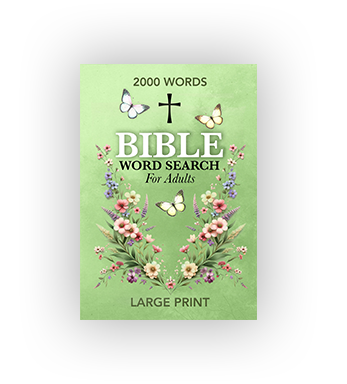 2000 WORDS
BIBLE
WORD SEARCH
For Adults
LARGE PRINT